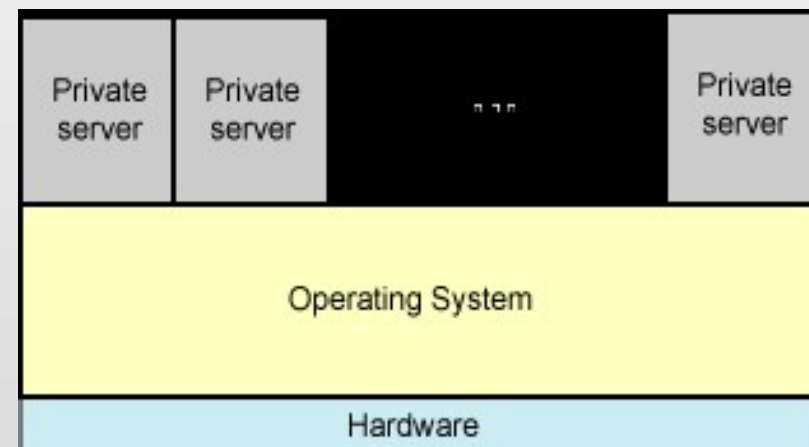 Private
server
Private
server
...
Private
server
Operating System
Hardware